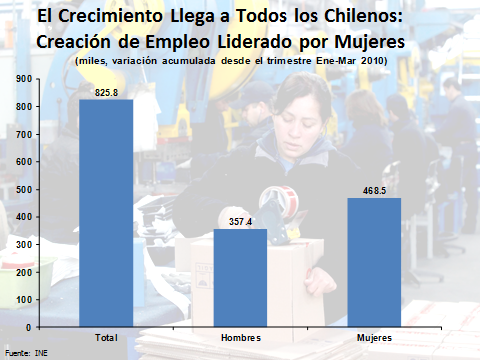 El Crecimiento Llega a Todos los Chilenos:
Creación de Empleo Liderado por Mujeres
(miles, variación acumulada desde el trimestre Ene-Mar 2010)
900
800
700
600
500
400
300
200
100
0
825.8
357.4
468.5
Total Hombres Mujeres
Fuente: INE